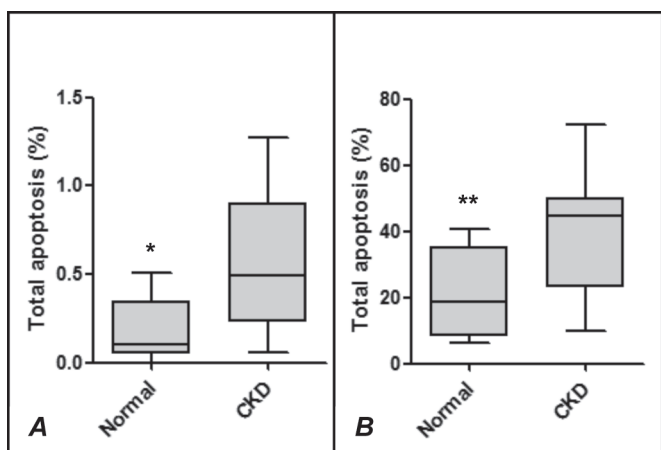 Total apoptosis (%)
1.5
1.0
0.5
0.0
*
Normal
CKD
A
Total apoptosis (%)
80
60
40
20
0
**
Normal
CKD
B